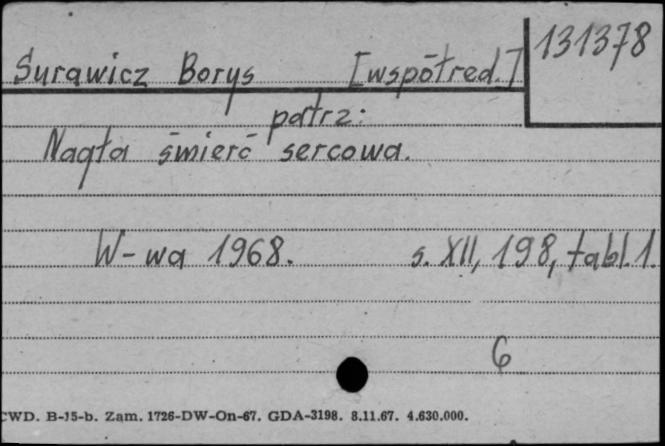 131378
Surawicz Borys [współred.]
patrz:
Nagła śmierć sercowa.
W-wa 1968. s. XII, 198, tabl. 1.
6
CWD. B-15-b. Zam. 1726-DW-On-67. GDA-3198. 8.11.67. 4.630.000.